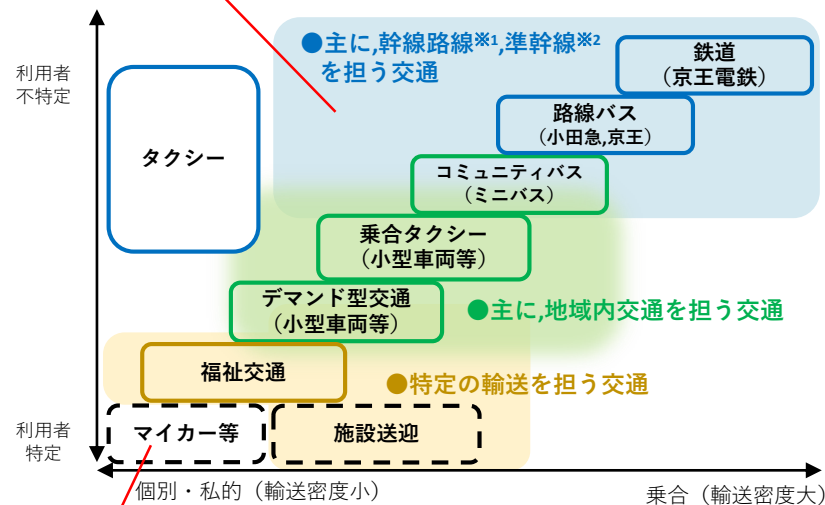 ●主に,幹線路線※1,準幹線※2
を担う交通
鉄道
（京王電鉄）
利用者
不特定
路線バス
（小田急,京王）
タクシー
コミュニティバス
（ミニバス）
乗合タクシー
（小型車両等）
デマンド型交通
（小型車両等）
●主に,地域内交通を担う交通
福祉交通
●特定の輸送を担う交通
利用者
特定
マイカー等
施設送迎
個別・私的（輸送密度小）
乗合（輸送密度大）